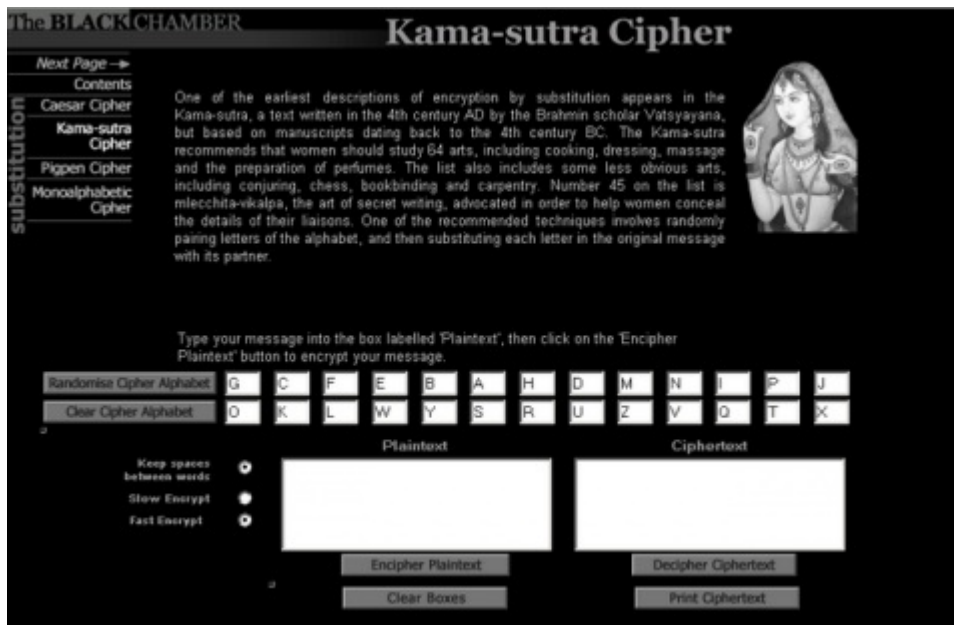 The BLACK CHAMBER
Kama-sutra Cipher
Next Page
Contents
substitution
Caesar Cipher
Kama-sutra
Cipher
Pigpen Cipher
Monoalphabetic
Cipher
One of the earliest descriptions of encryption by substitution appears in the
Kama-sutra, a text written in the 4th century AD by the Brahmin scholar Vatsyayana,
but based on manuscripts dating back to the 4th century BC. The Kama-sutra
recommends that women should study 64 arts, including cooking, dressing, massage
and the preparation of perfumes. The list also includes some less obvious arts,
including conjuring, chess, bookbinding and carpentry. Number 45 on the list is
mlecchita-vikalpa, the art of secret writing, advocated in order to help women conceal
the details of their liaisons. One of the recommended techniques involves randomly
pairing letters of the alphabet, and then substituting each letter in the original message
with its partner.
Type your message into the box labelled 'Plaintext', then click on the 'Encipher
Plaintext' button to encrypt your message.
Randomise Cipher Alphabet G C F E B A H D M N I P J
Clear Cipher Alphabet O K L W Y S R U Z V Q T X
Plaintext Ciphertext
Keep spaces
between words
Slow Encrypt
Fast Encrypt
Encipher Plaintext Decipher Ciphertext
Clear Boxes Print Ciphertext